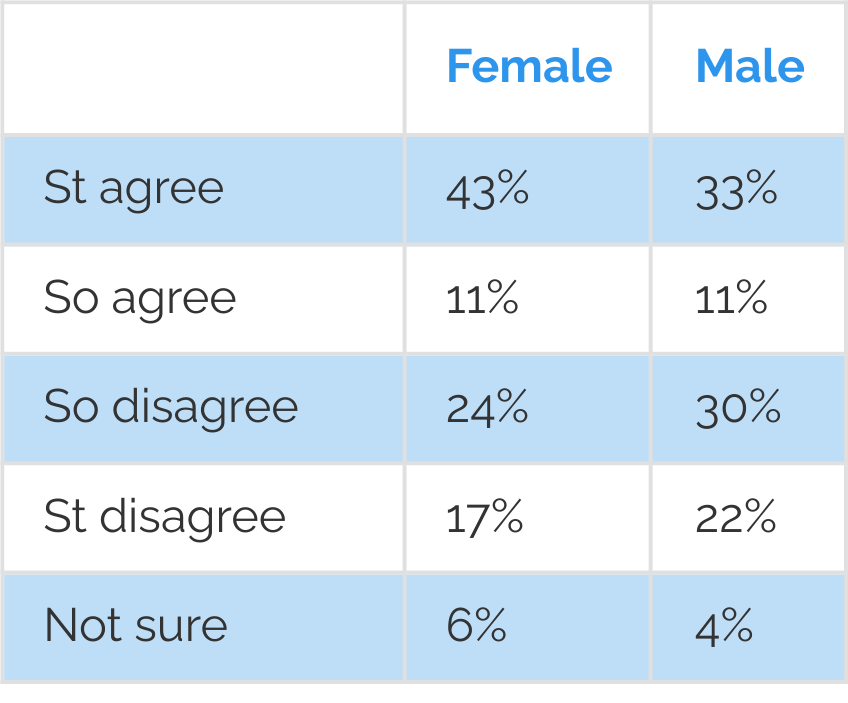 Female Male
St agree 43% 33%
So agree 11% 11%
So disagree 24% 30%
St disagree 17% 22%
Not sure 6% 4%